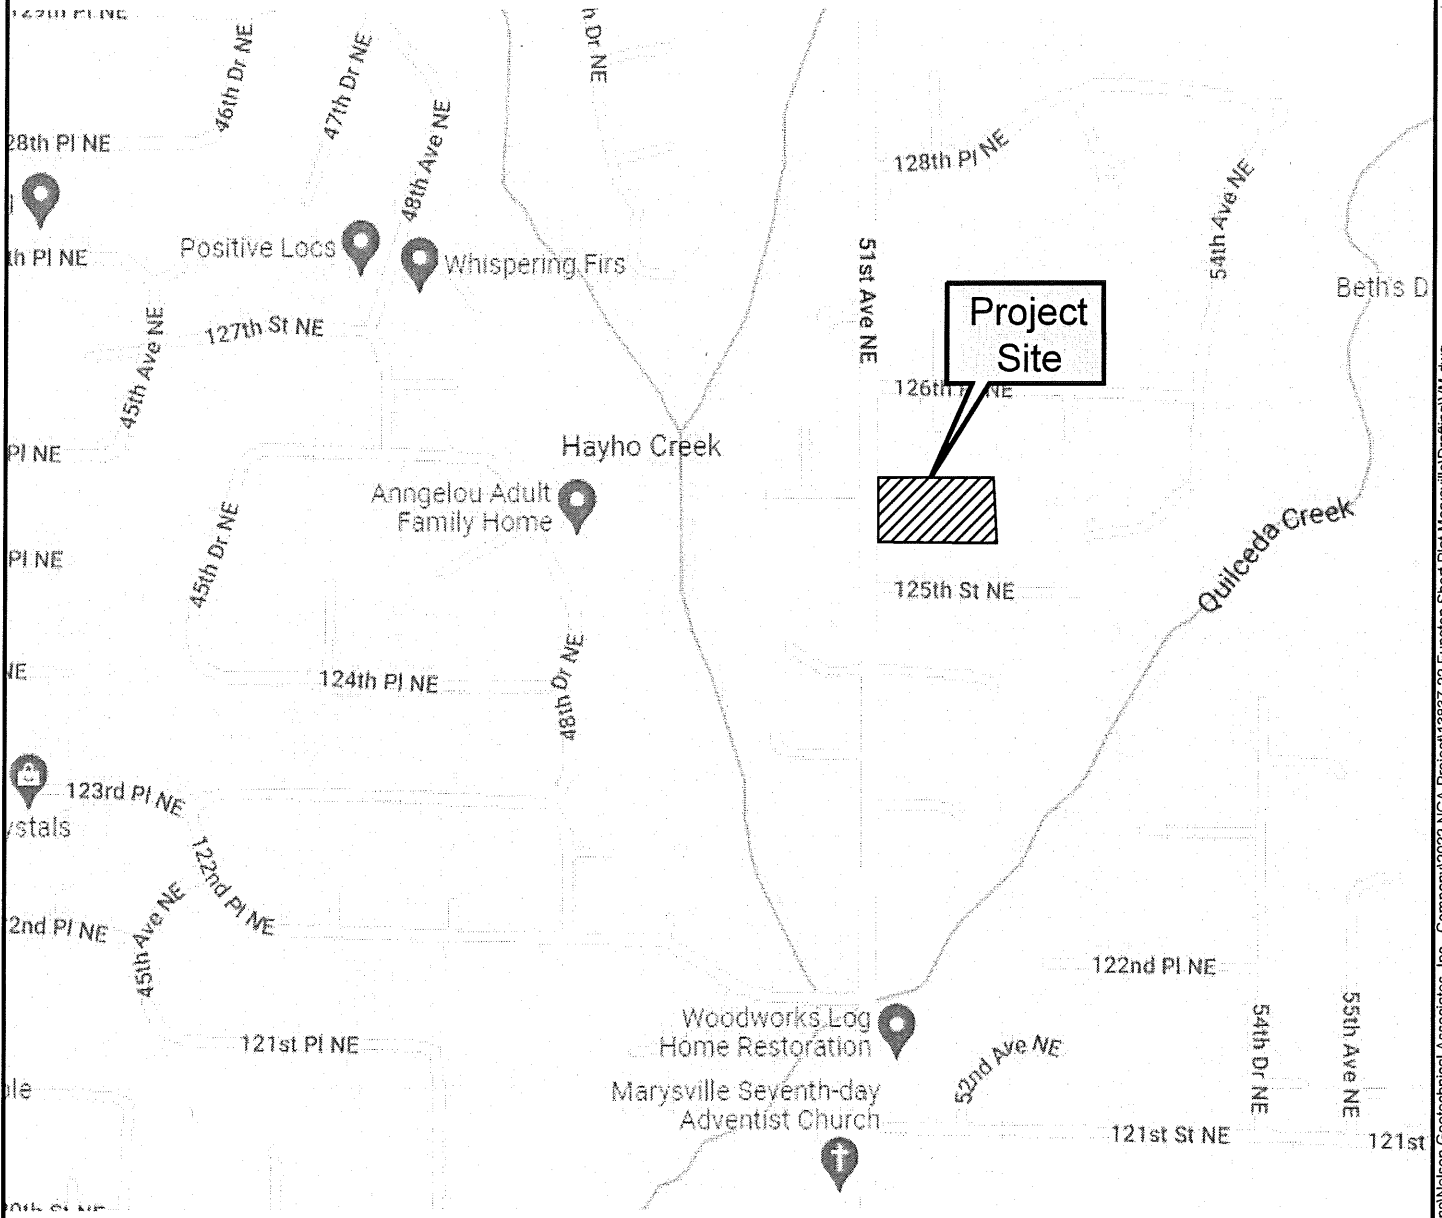 46th Dr NE
47th Dr NE
Dr NE
48th Ave NE
28th Pl NE
128th Pl NE
54th Ave NE
Positive Locs
Whispering Firs
th Pl NE
51st Ave NE
Beth's D
Project
Site
45th Ave NE
127th St NE
126th
NE
Hayho Creek
Pl NE
Anngelou Adult
Family Home
45th Dr NE
Quilceda Creek
Pl NE
125th St NE
NE
124th Pl NE
48th Dr NE
123rd Pl NE
ystals
122nd Pl NE
2nd Pl NE
45th Ave NE
122nd Pl NE
Woodworks Log
Home Restoration
121st Pl NE
52nd Ave NE
54th Dr NE
55th Ave NE
ple
Marysville Seventh-day
Adventist Church
121st St NE
121st